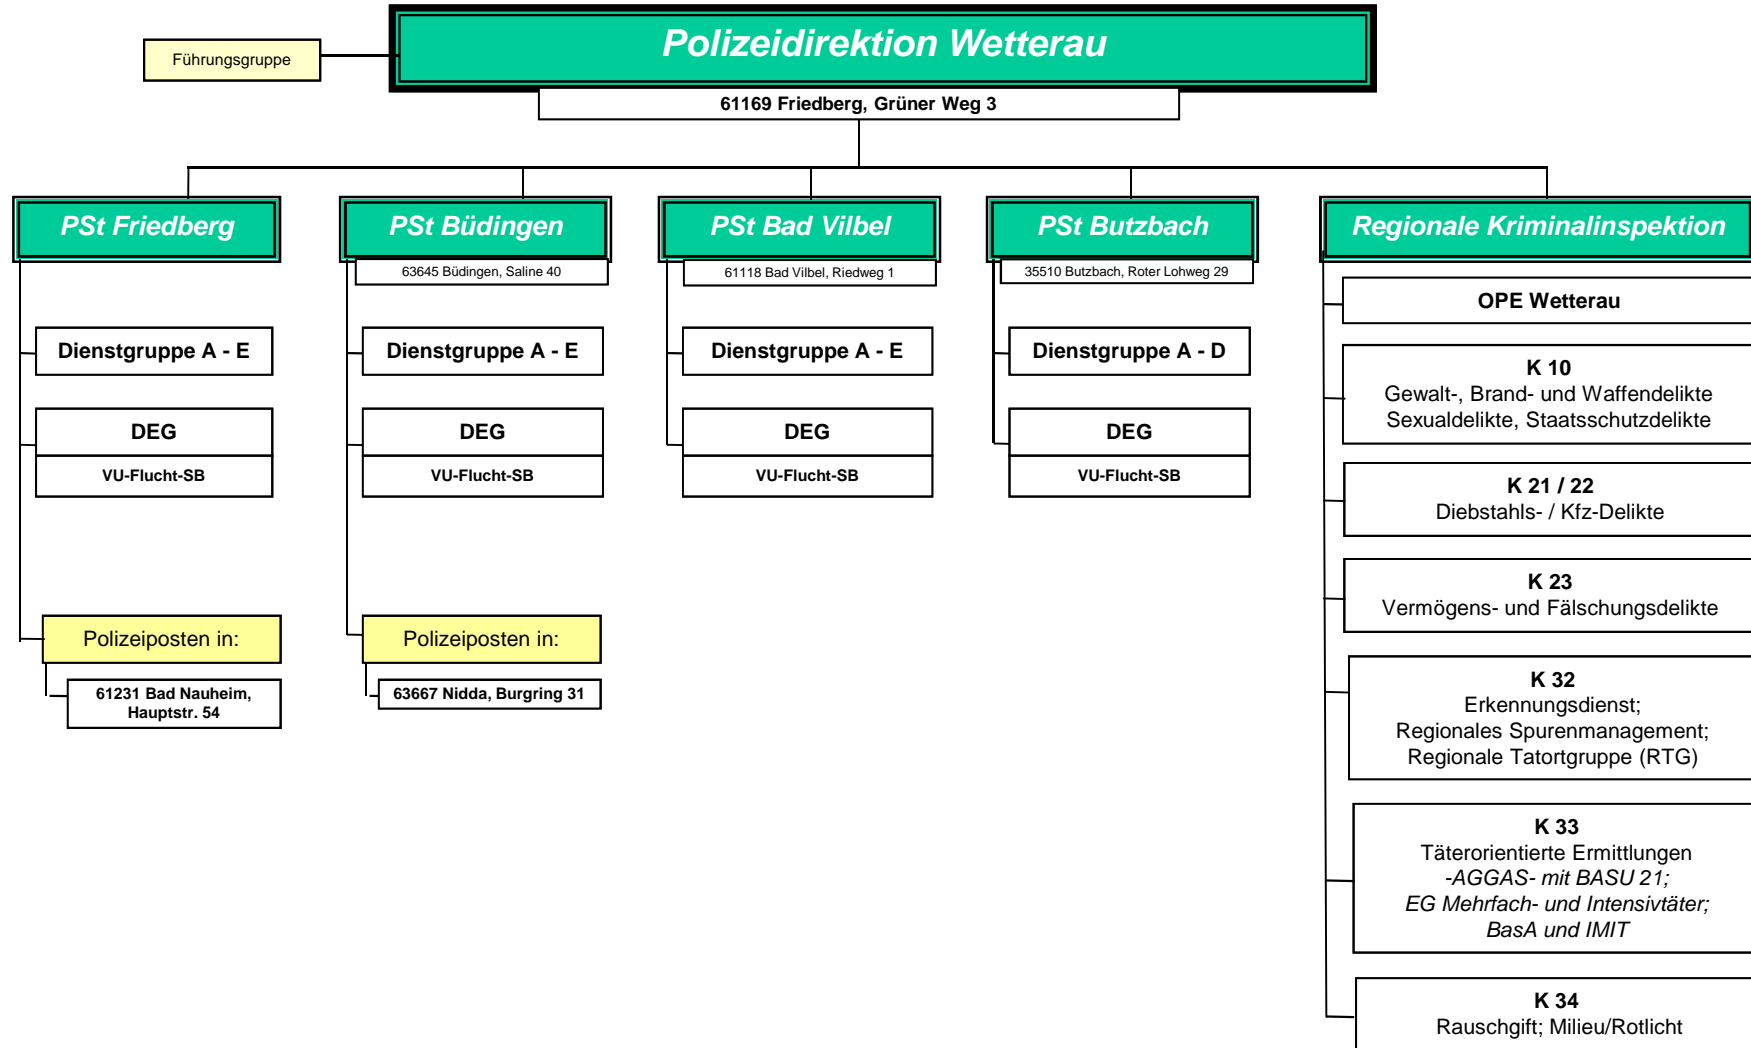 Führungsgruppe
Polizeidirektion Wetterau
61169 Friedberg, Grüner Weg 3
PSt Friedberg
Dienstgruppe A - E
DEG
VU-Flucht-SB
Polizeiposten in:
61231 Bad Nauheim,
Hauptstr. 54
PSt Büdingen
63645 Büdingen, Saline 40
Dienstgruppe A - E
DEG
VU-Flucht-SB
Polizeiposten in:
63667 Nidda, Burgring 31
PSt Bad Vilbel
61118 Bad Vilbel, Riedweg 1
Dienstgruppe A - E
DEG
VU-Flucht-SB
PSt Butzbach
35510 Butzbach, Roter Lohweg 29
Dienstgruppe A - D
DEG
VU-Flucht-SB
Regionale Kriminalinspektion
OPE Wetterau
K 10
Gewalt-, Brand- und Waffendelikte
Sexualdelikte, Staatsschutzdelikte
K 21 / 22
Diebstahls- / Kfz-Delikte
K 23
Vermögens- und Fälschungsdelikte
K 32
Erkennungsdienst;
Regionales Spurenmanagement;
Regionale Tatortgruppe (RTG)
K 33
Täterorientierte Ermittlungen
-AGGAS- mit BASU 21;
EG Mehrfach- und Intensivtäter;
BasA und IMIT
K 34
Rauschgift; Milieu/Rotlicht